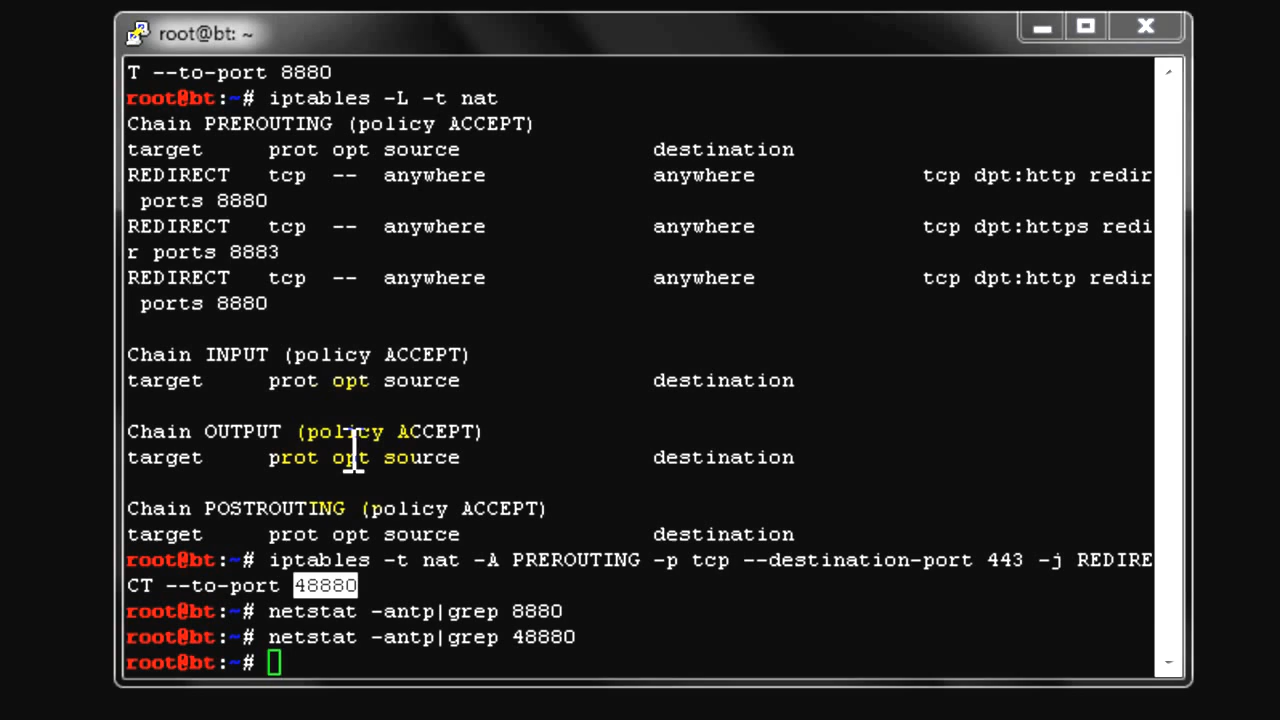 root@bt: ~
T --to-port 8880
root@bt:~# iptables -L -t nat
Chain PREROUTING (policy ACCEPT)
target     prot opt source               destination
REDIRECT   tcp  --  anywhere             anywhere             tcp dpt:http redir
 ports 8880
REDIRECT   tcp  --  anywhere             anywhere             tcp dpt:https redi
r ports 8883
REDIRECT   tcp  --  anywhere             anywhere             tcp dpt:http redir
 ports 8880
Chain INPUT (policy ACCEPT)
target     prot opt source               destination
Chain OUTPUT (policy ACCEPT)
target     prot opt source               destination
Chain POSTROUTING (policy ACCEPT)
target     prot opt source               destination
root@bt:~# iptables -t nat -A PREROUTING -p tcp --destination-port 443 -j REDIRE
CT --to-port 48880
root@bt:~# netstat -antp|grep 8880
root@bt:~# netstat -antp|grep 48880
root@bt:~#